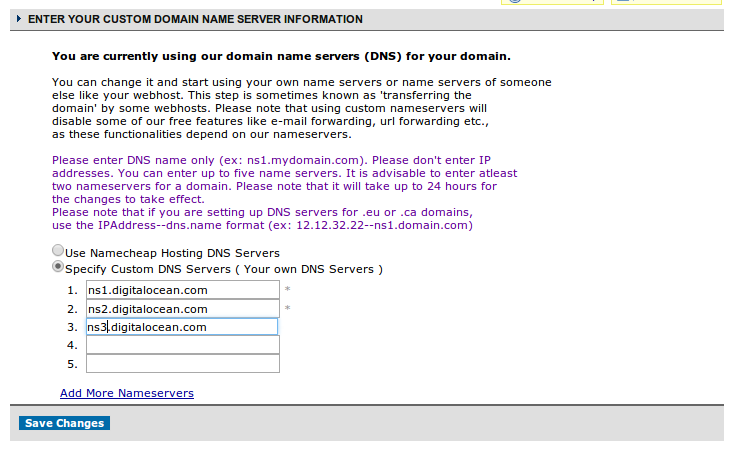 ENTER YOUR CUSTOM DOMAIN NAME SERVER INFORMATION
You are currently using our domain name servers (DNS) for your domain.
You can change it and start using your own name servers or name servers of someone
else like your webhost. This step is sometimes known as 'transferring the
domain' by some webhosts. Please note that using custom nameservers will
disable some of our free features like e-mail forwarding, url forwarding etc.,
as these functionalities depend on our nameservers.
Please enter DNS name only (ex: ns1.mydomain.com). Please don't enter IP
addresses. You can enter up to five name servers. It is advisable to enter atleast
two nameservers for a domain. Please note that it will take up to 24 hours for
the changes to take effect.
Please note that if you are setting up DNS servers for .eu or .ca domains,
use the IPAddress--dns.name format (ex: 12.12.32.22--ns1.domain.com)
Use Namecheap Hosting DNS Servers
Specify Custom DNS Servers ( Your own DNS Servers )
1. ns1.digitalocean.com *
2. ns2.digitalocean.com *
3. ns3.digitalocean.com
4.
5.
Add More Nameservers
Save Changes